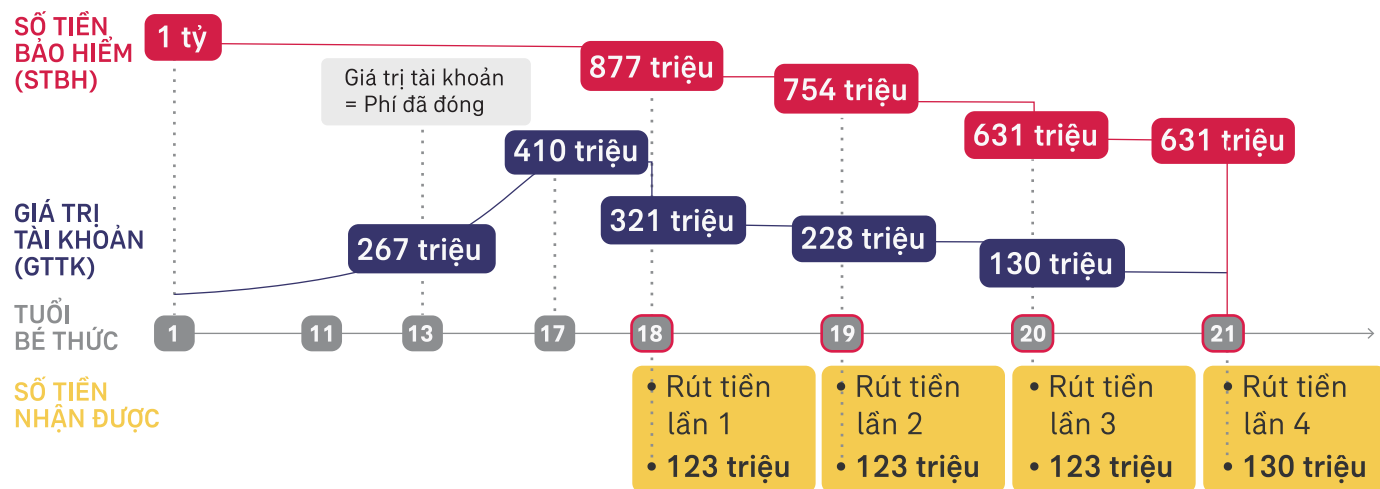 SỐ TIỀN
BẢO HIỂM
(STBH)
1 tỷ
877 triệu
754 triệu
631 triệu
631 triệu
Giá trị tài khoản
= Phí đã đóng
GIÁ TRỊ
TÀI KHOẢN
(GTTK)
267 triệu
410 triệu
321 triệu
228 triệu
130 triệu
TUỔI
BÉ THỨC
1
11
13
17
18
19
20
21
SỐ TIỀN
NHẬN ĐƯỢC
• Rút tiền
lần 1
• 123 triệu
• Rút tiền
lần 2
• 123 triệu
• Rút tiền
lần 3
• 123 triệu
• Rút tiền
lần 4
• 130 triệu